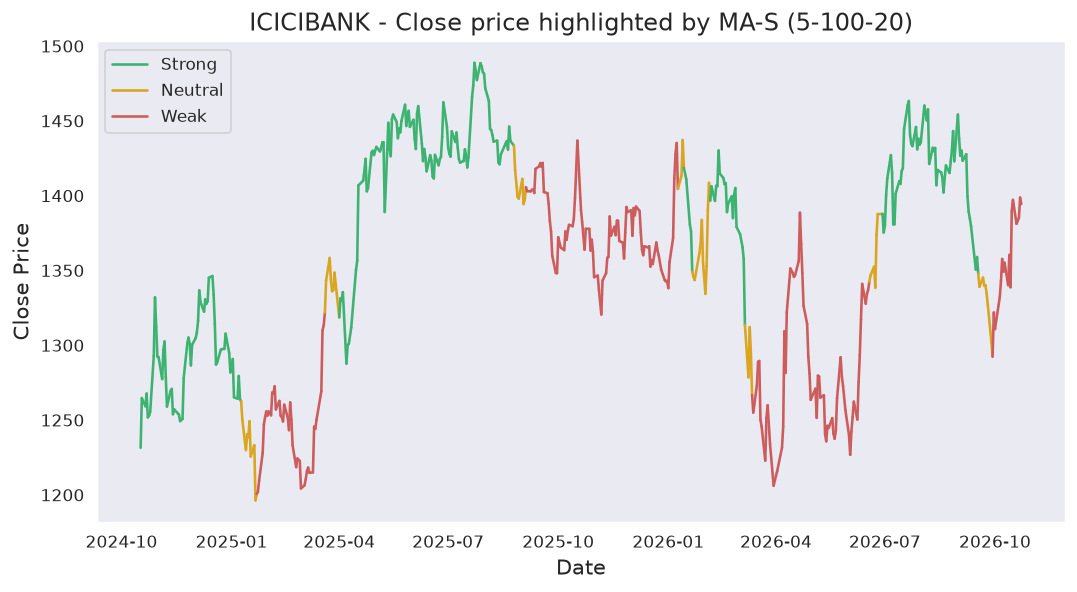 ICICIBANK - Close price highlighted by MA-S (5-100-20)
Strong
Neutral
Weak
Close Price
1500
1450
1400
1350
1300
1250
1200
2024-10 2025-01 2025-04 2025-07 2025-10 2026-01 2026-04 2026-07 2026-10
Date